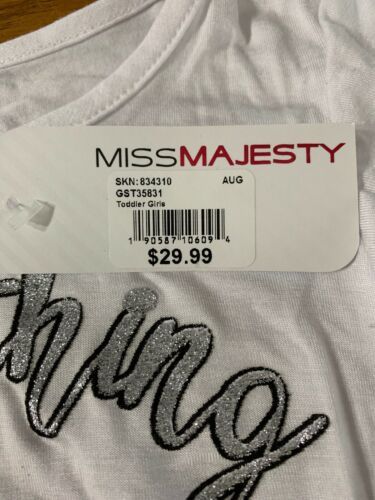 MISSMAJESTY
SKN: 834310 AUG
GST35831
Toddler Girls
1 90587 10609 4
$29.99
thing